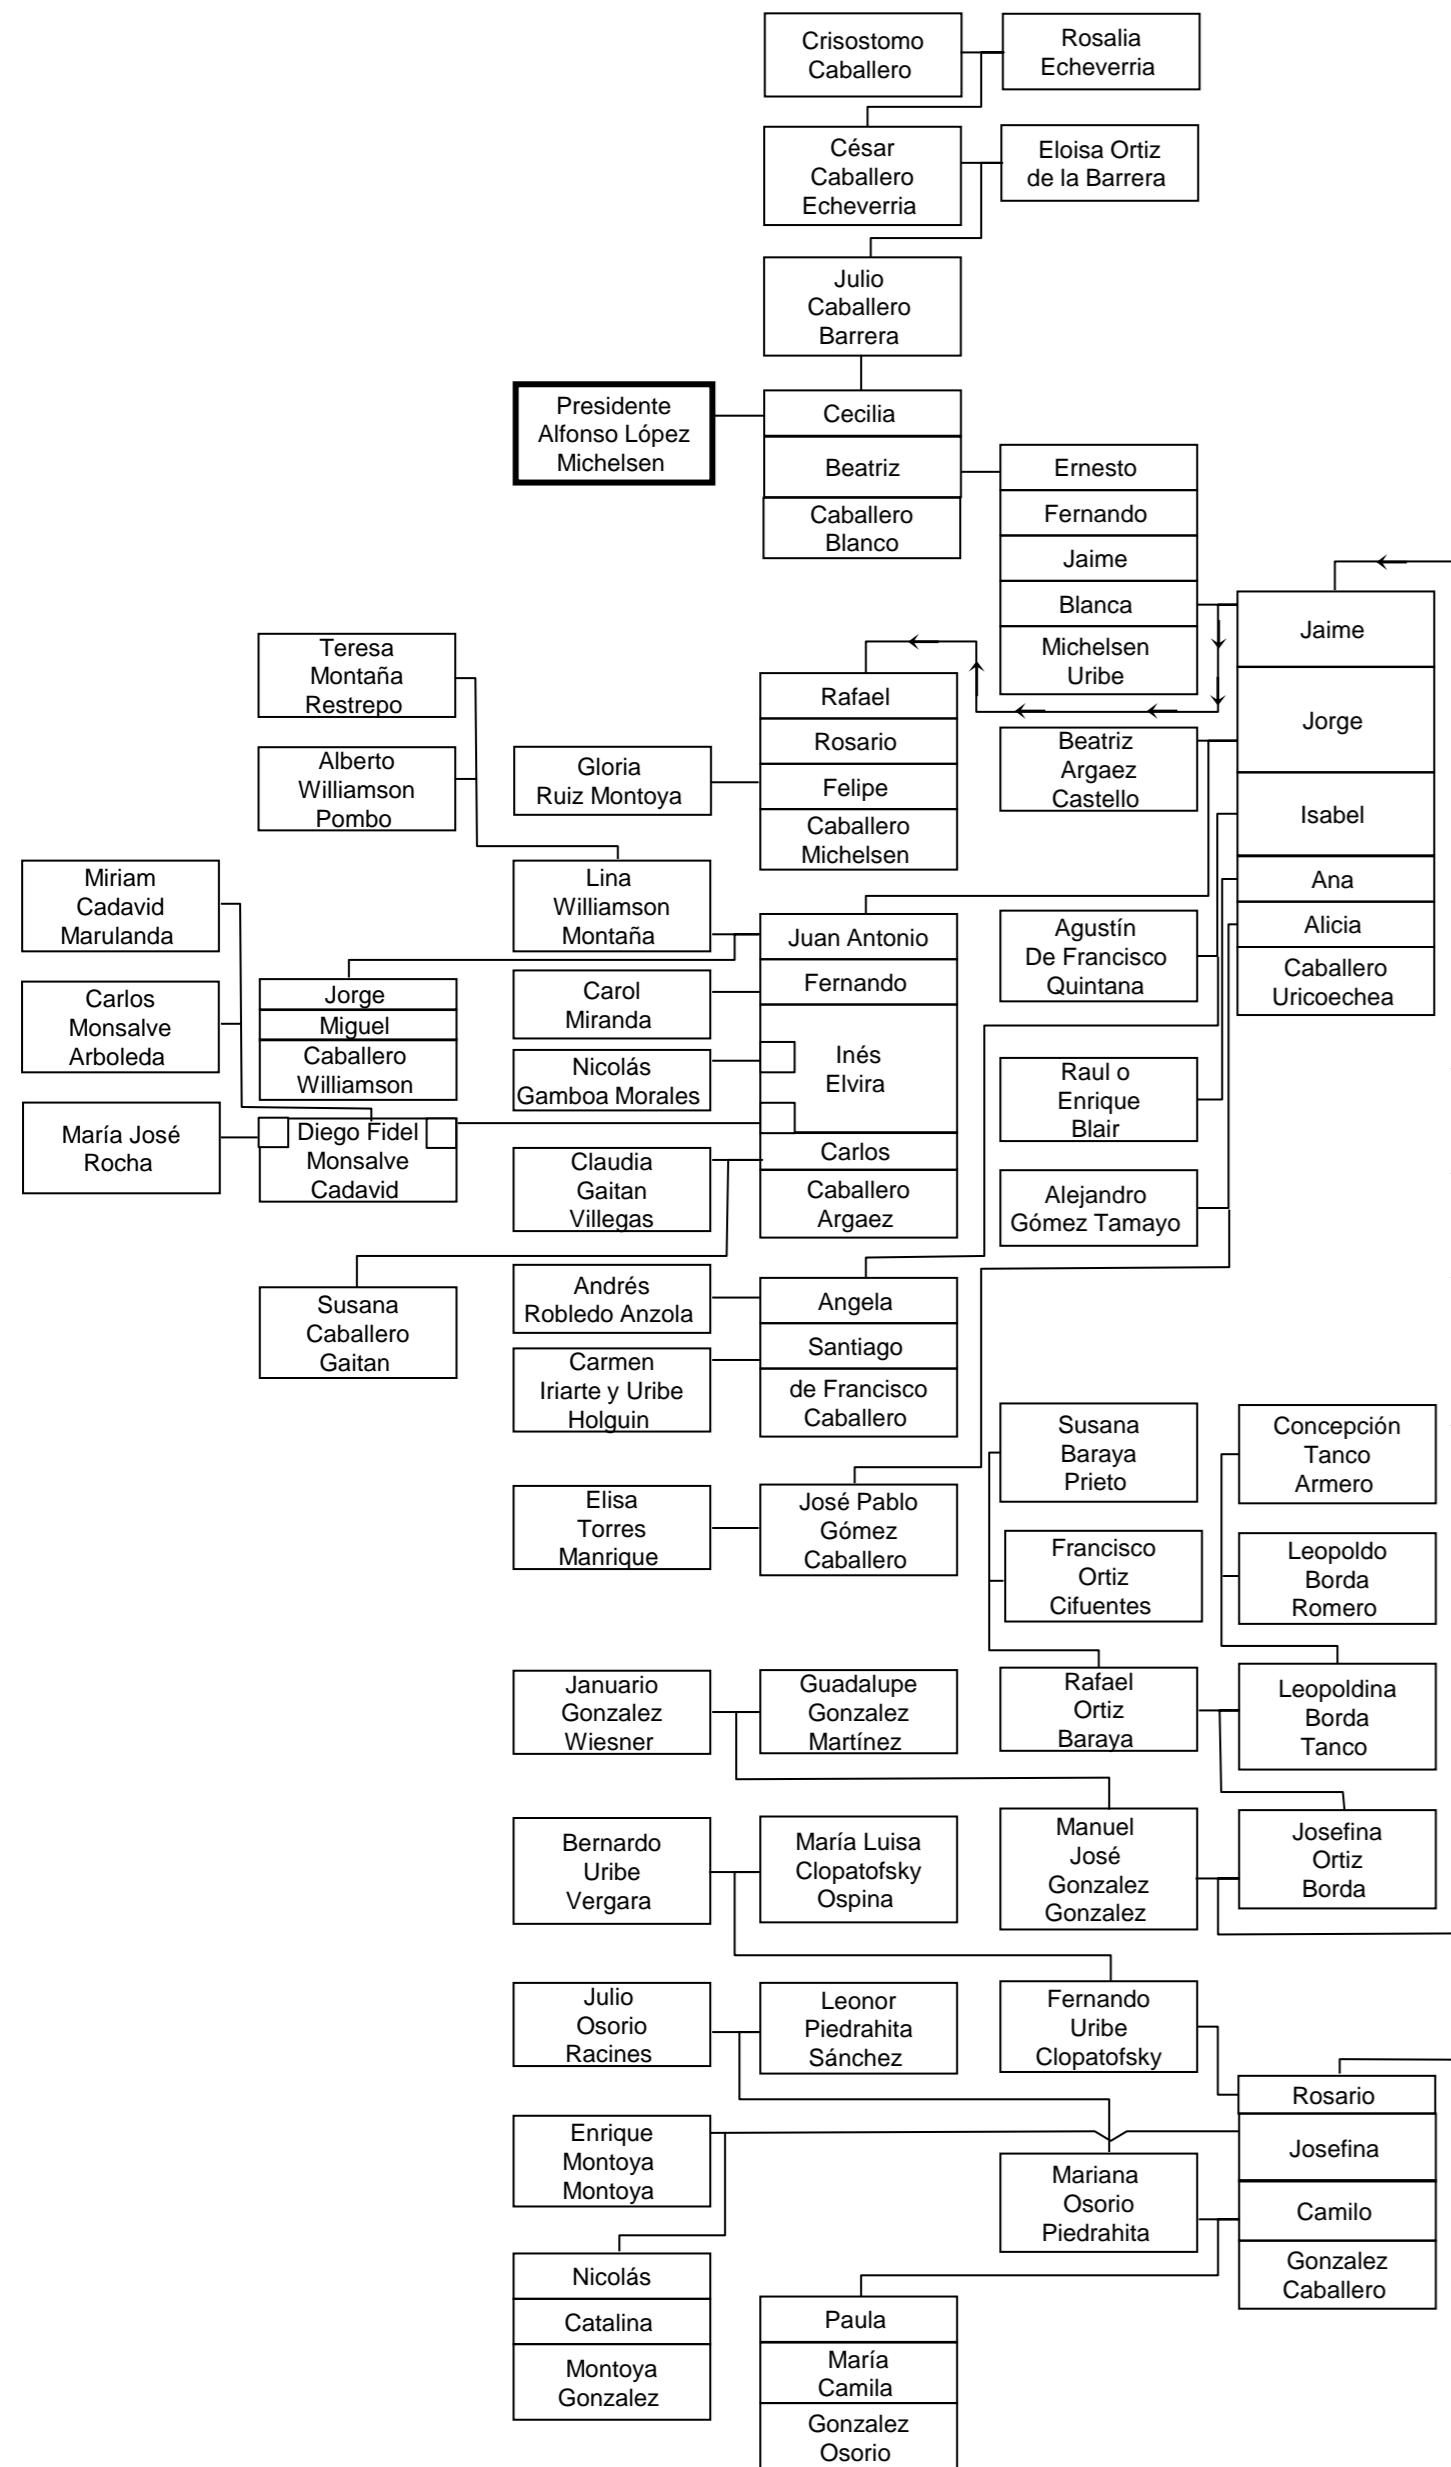 Crisostomo
Caballero
Rosalia
Echeverria
César
Caballero
Echeverria
Eloisa Ortiz
de la Barrera
Julio
Caballero
Barrera
Presidente
Alfonso López
Michelsen
Cecilia
Beatriz
Caballero
Blanco
Ernesto
Fernando
Jaime
Blanca
Michelsen
Uribe
Jaime
Jorge
Isabel
Ana
Alicia
Caballero
Uricoechea
Teresa
Montaña
Restrepo
Alberto
Williamson
Pombo
Gloria
Ruiz Montoya
Rafael
Rosario
Felipe
Caballero
Michelsen
Beatriz
Argaez
Castello
Miriam
Cadavid
Marulanda
Lina
Williamson
Montaña
Juan Antonio
Fernando
Inés
Elvira
Carlos
Caballero
Argaez
Agustín
De Francisco
Quintana
Carlos
Monsalve
Arboleda
Jorge
Miguel
Caballero
Williamson
Carol
Miranda
Nicolás
Gamboa Morales
Raul o
Enrique
Blair
María José
Rocha
Diego Fidel
Monsalve
Cadavid
Claudia
Gaitan
Villegas
Alejandro
Gómez Tamayo
Susana
Caballero
Gaitan
Andrés
Robledo Anzola
Carmen
Iriarte y Uribe
Holguin
Angela
Santiago
de Francisco
Caballero
Susana
Baraya
Prieto
Concepción
Tanco
Armero
Elisa
Torres
Manrique
José Pablo
Gómez
Caballero
Francisco
Ortiz
Cifuentes
Leopoldo
Borda
Romero
Januario
Gonzalez
Wiesner
Guadalupe
Gonzalez
Martínez
Rafael
Ortiz
Baraya
Leopoldina
Borda
Tanco
Bernardo
Uribe
Vergara
María Luisa
Clopatofsky
Ospina
Manuel
José
Gonzalez
Gonzalez
Josefina
Ortiz
Borda
Julio
Osorio
Racines
Leonor
Piedrahita
Sánchez
Fernando
Uribe
Clopatofsky
Rosario
Josefina
Camilo
Gonzalez
Caballero
Enrique
Montoya
Montoya
Mariana
Osorio
Piedrahita
Nicolás
Catalina
Montoya
Gonzalez
Paula
María
Camila
Gonzalez
Osorio